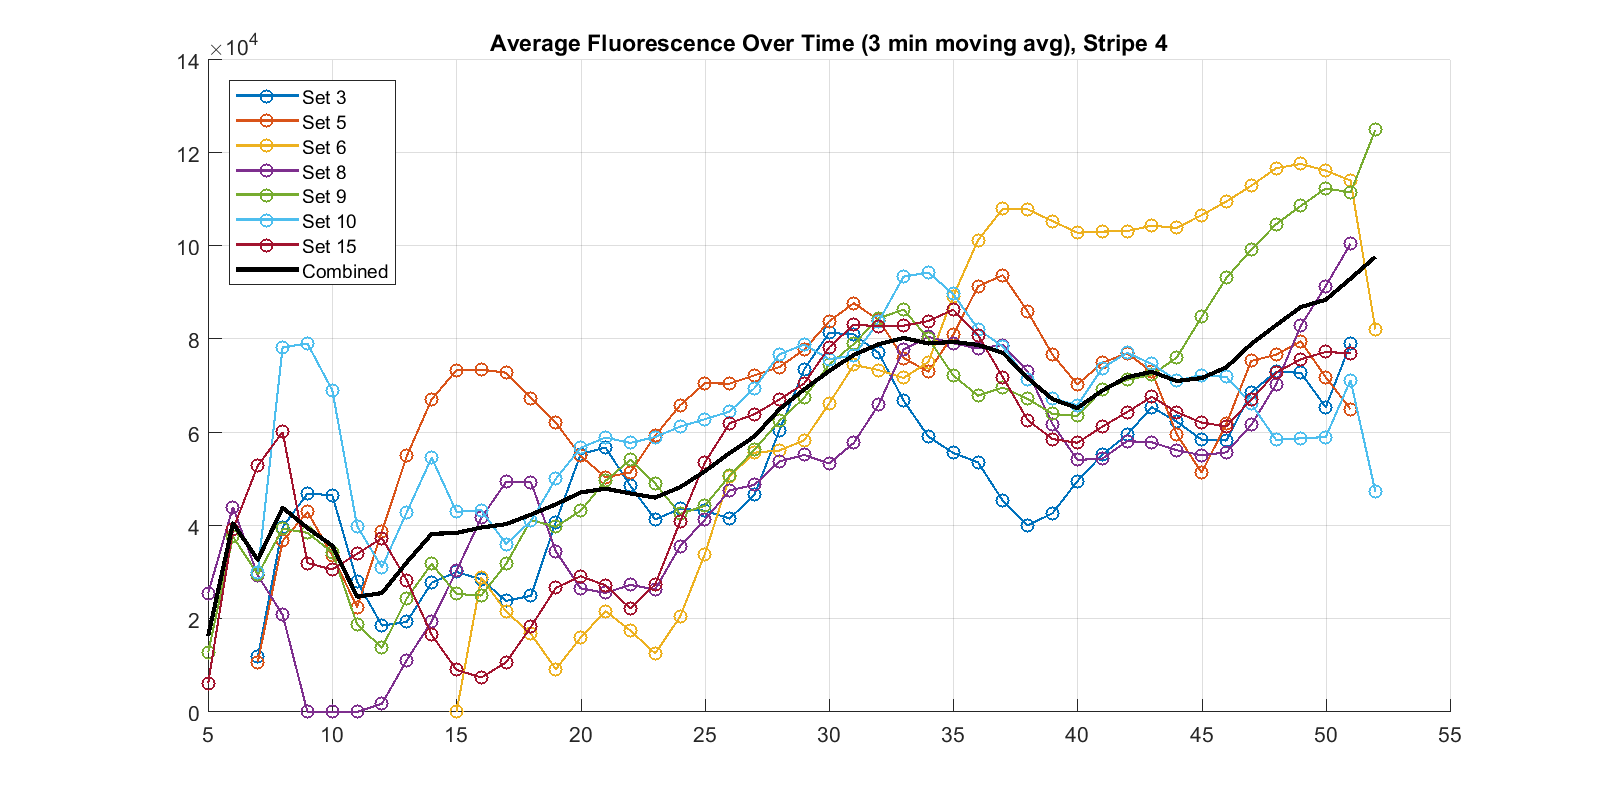 Average Fluorescence Over Time (3 min moving avg), Stripe 4
×10⁴
14
12
10
8
6
4
2
0
Set 3
Set 5
Set 6
Set 8
Set 9
Set 10
Set 15
Combined
5 10 15 20 25 30 35 40 45 50 55